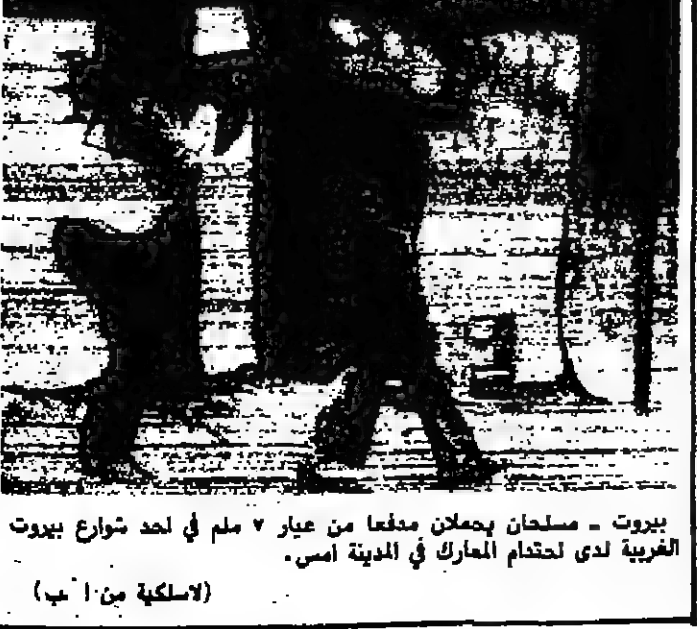 بيروت ـ مسلحان يحملان مدفعا من عيار ٧ ملم في احد شوارع بيروت
الغربية لدى احتدام المعارك في المدينة امس.
(لاسلكية من ا ب)